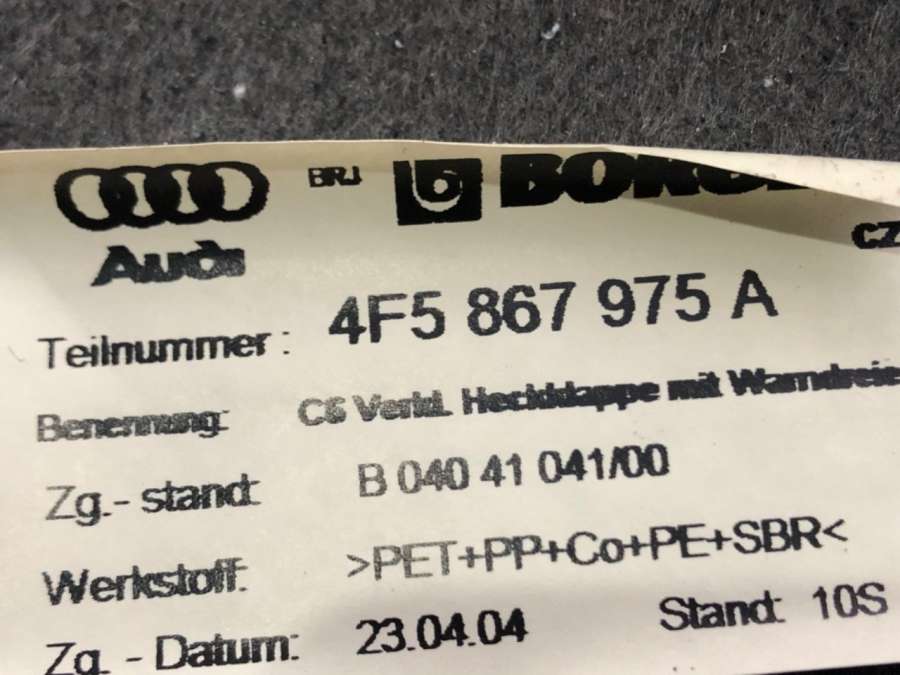 BRJ
CZ
Audi
Teilnummer: 4F5 867 975 A
Benennung: C6 Verkl. Heckklappe mit
Zg.- stand: B 040 41 041/00
Werkstoff: >PET+PP+Co+PE+SBR<
Zg. - Datum: 23.04.04 Stand: 10S